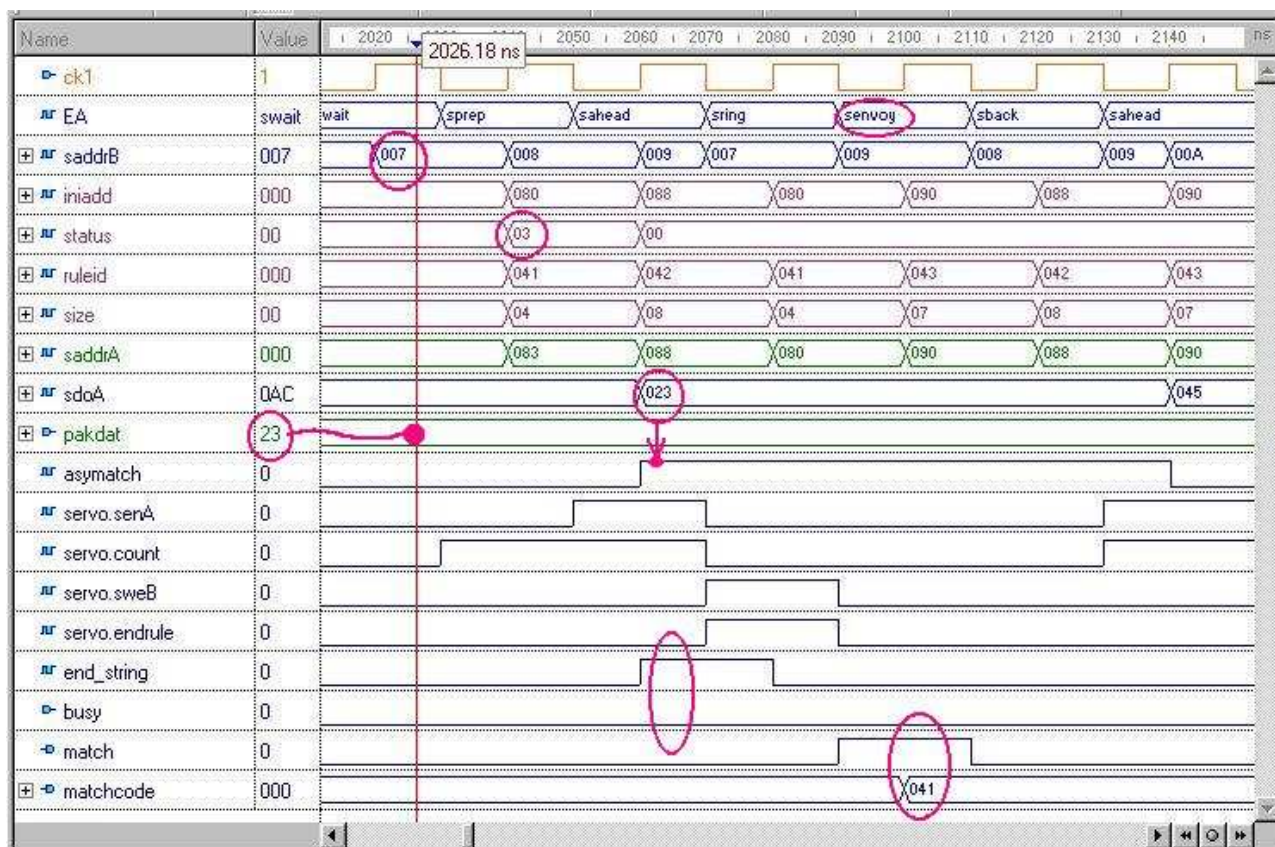 Name Value 2020 2050 2060 2070 2080 2090 2100 2110 2120 2130 2140 ns
2026.18 ns
ck1 1
EA swait wait sprep sahead sring senvoy sback sahead
saddrB 007 007 008 009 007 009 008 009 00A
iniadd 000 080 088 080 090 088 090
status 00 03 00
ruleid 000 041 042 041 043 042 043
size 00 04 08 04 07 08 07
saddrA 000 083 088 080 090 088 090
sdoA 0AC 023 045
pakdat 23
asymatch 0
servo.senA 0
servo.count 0
servo.sweB 0
servo.endrule 0
end_string 0
busy 0
match 0
matchcode 000 041